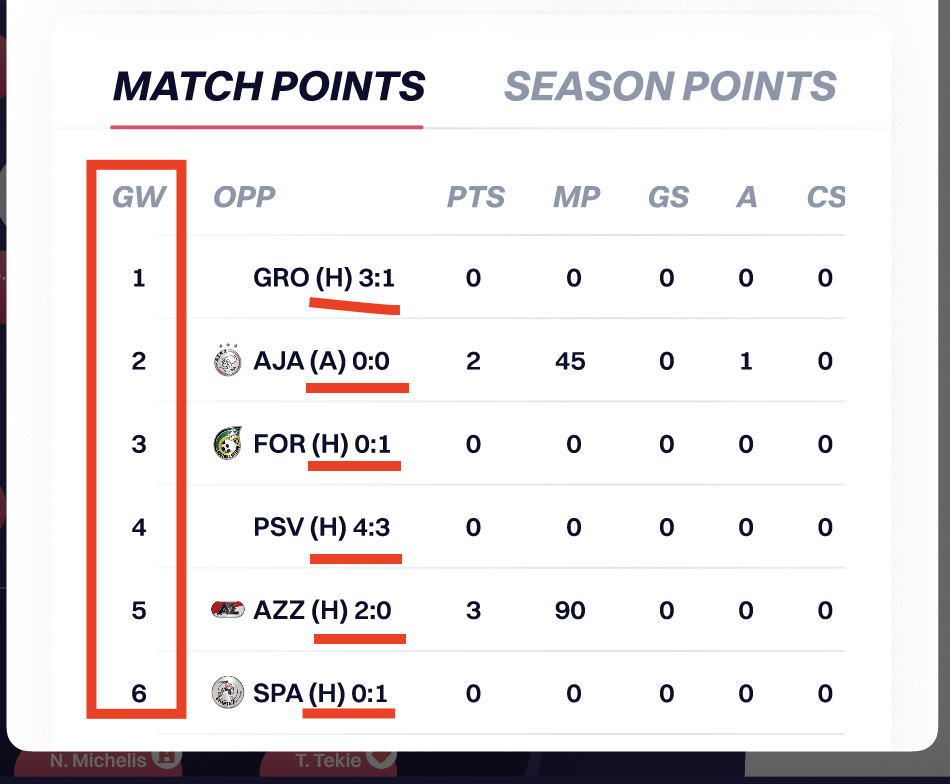 MATCH POINTS SEASON POINTS
GW OPP PTS MP GS A CS
1 GRO (H) 3:1 0 0 0 0 0
2 AJA (A) 0:0 2 45 0 1 0
3 FOR (H) 0:1 0 0 0 0 0
4 PSV (H) 4:3 0 0 0 0 0
5 AZ AZZ (H) 2:0 3 90 0 0 0
6 SPA (H) 0:1 0 0 0 0 0
N. Michelis T. Tekie